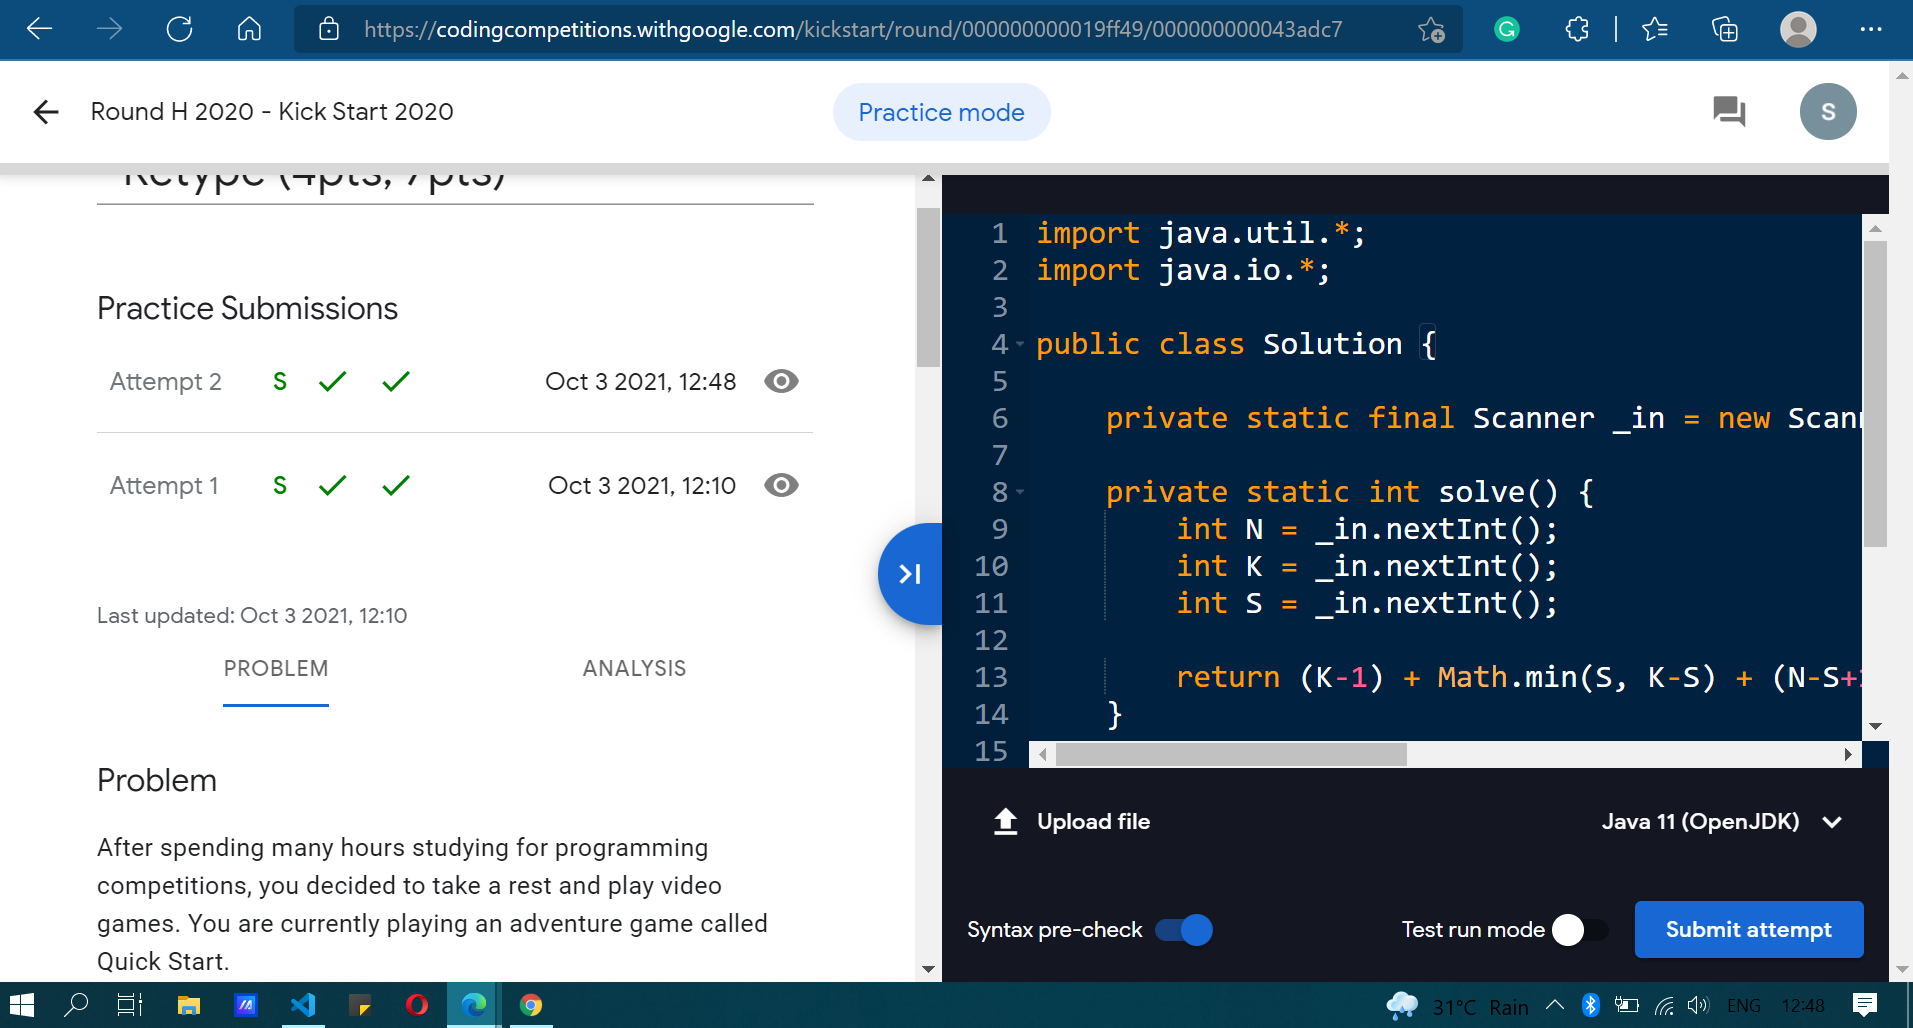 https://codingcompetitions.withgoogle.com/kickstart/round/000000000019ff49/000000000043adc7
Round H 2020 - Kick Start 2020
Practice mode
S
Retype (4pts, 7pts)
Practice Submissions
Attempt 2 S Oct 3 2021, 12:48
Attempt 1 S Oct 3 2021, 12:10
Last updated: Oct 3 2021, 12:10
PROBLEM ANALYSIS
Problem
After spending many hours studying for programming
competitions, you decided to take a rest and play video
games. You are currently playing an adventure game called
Quick Start.
1 import java.util.*;
2 import java.io.*;
3
4 public class Solution {
5
6 private static final Scanner _in = new Scann
7
8 private static int solve() {
9 int N = _in.nextInt();
10 int K = _in.nextInt();
11 int S = _in.nextInt();
12
13 return (K-1) + Math.min(S, K-S) + (N-S+1
14 }
15
Upload file
Java 11 (OpenJDK)
Syntax pre-check
Test run mode
Submit attempt
31°C Rain ENG 12:48